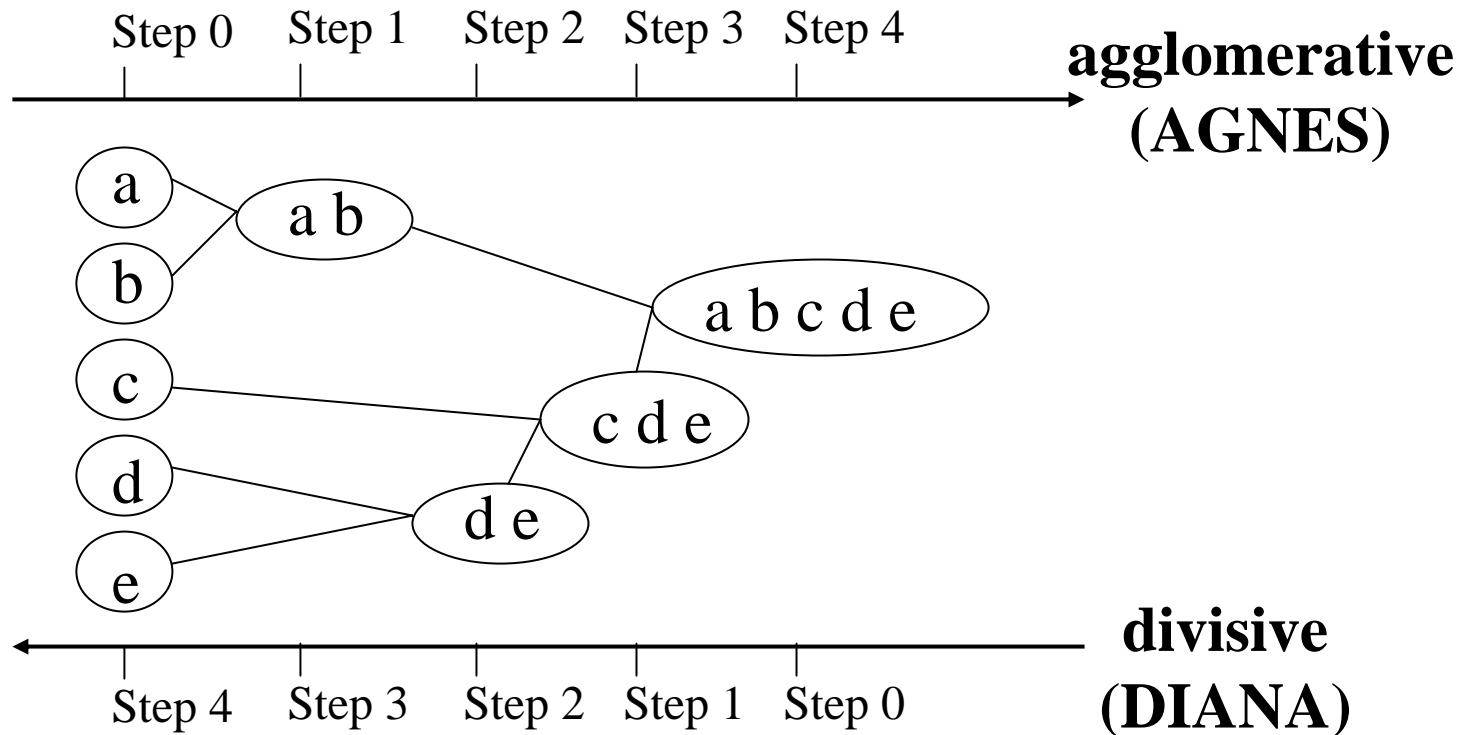 Step 0 Step 1 Step 2 Step 3 Step 4
agglomerative
(AGNES)
a
a b
b
a b c d e
c
c d e
d
d e
e
divisive
(DIANA)
Step 4 Step 3 Step 2 Step 1 Step 0